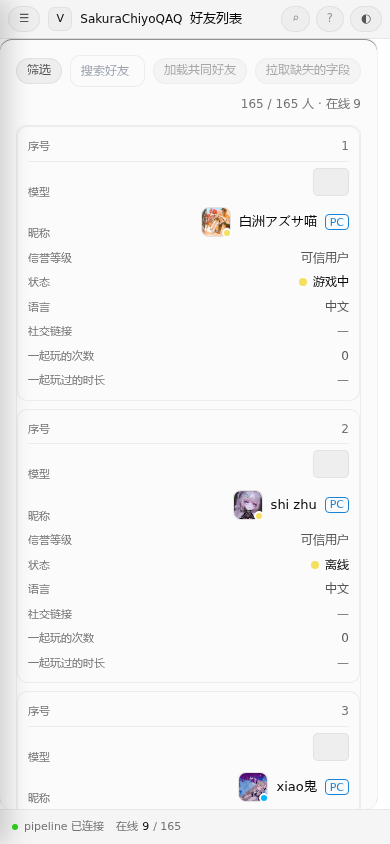 ☰ V SakuraChiyoQAQ 好友列表 ⌕ ? ◐
筛选 搜索好友 加载共同好友 拉取缺失的字段
165 / 165 人 · 在线 9
序号 1
模型
昵称 白洲アズサ喵 PC
信誉等级 可信用户
状态 游戏中
语言 中文
社交链接 —
一起玩的次数 0
一起玩过的时长 —
序号 2
模型
昵称 shi zhu PC
信誉等级 可信用户
状态 离线
语言 中文
社交链接 —
一起玩的次数 0
一起玩过的时长 —
序号 3
模型
昵称 xiao鬼 PC
pipeline 已连接 在线 9 / 165